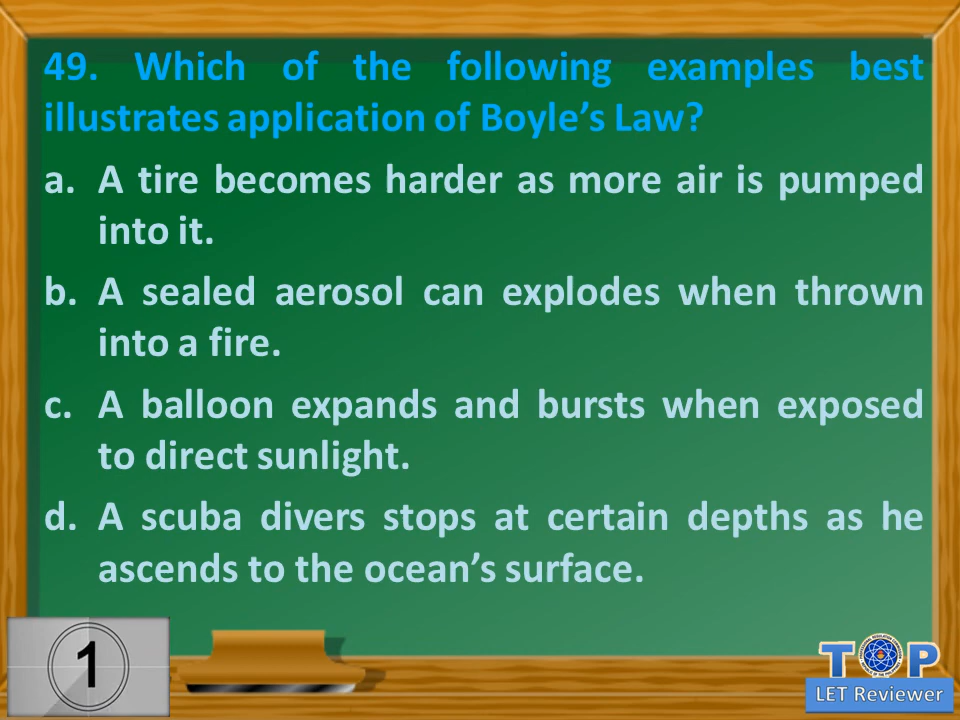 49. Which of the following examples best
illustrates application of Boyle’s Law?
a. A tire becomes harder as more air is pumped
into it.
b. A sealed aerosol can explodes when thrown
into a fire.
c. A balloon expands and bursts when exposed
to direct sunlight.
d. A scuba divers stops at certain depths as he
ascends to the ocean’s surface.
1
TOP
LET Reviewer